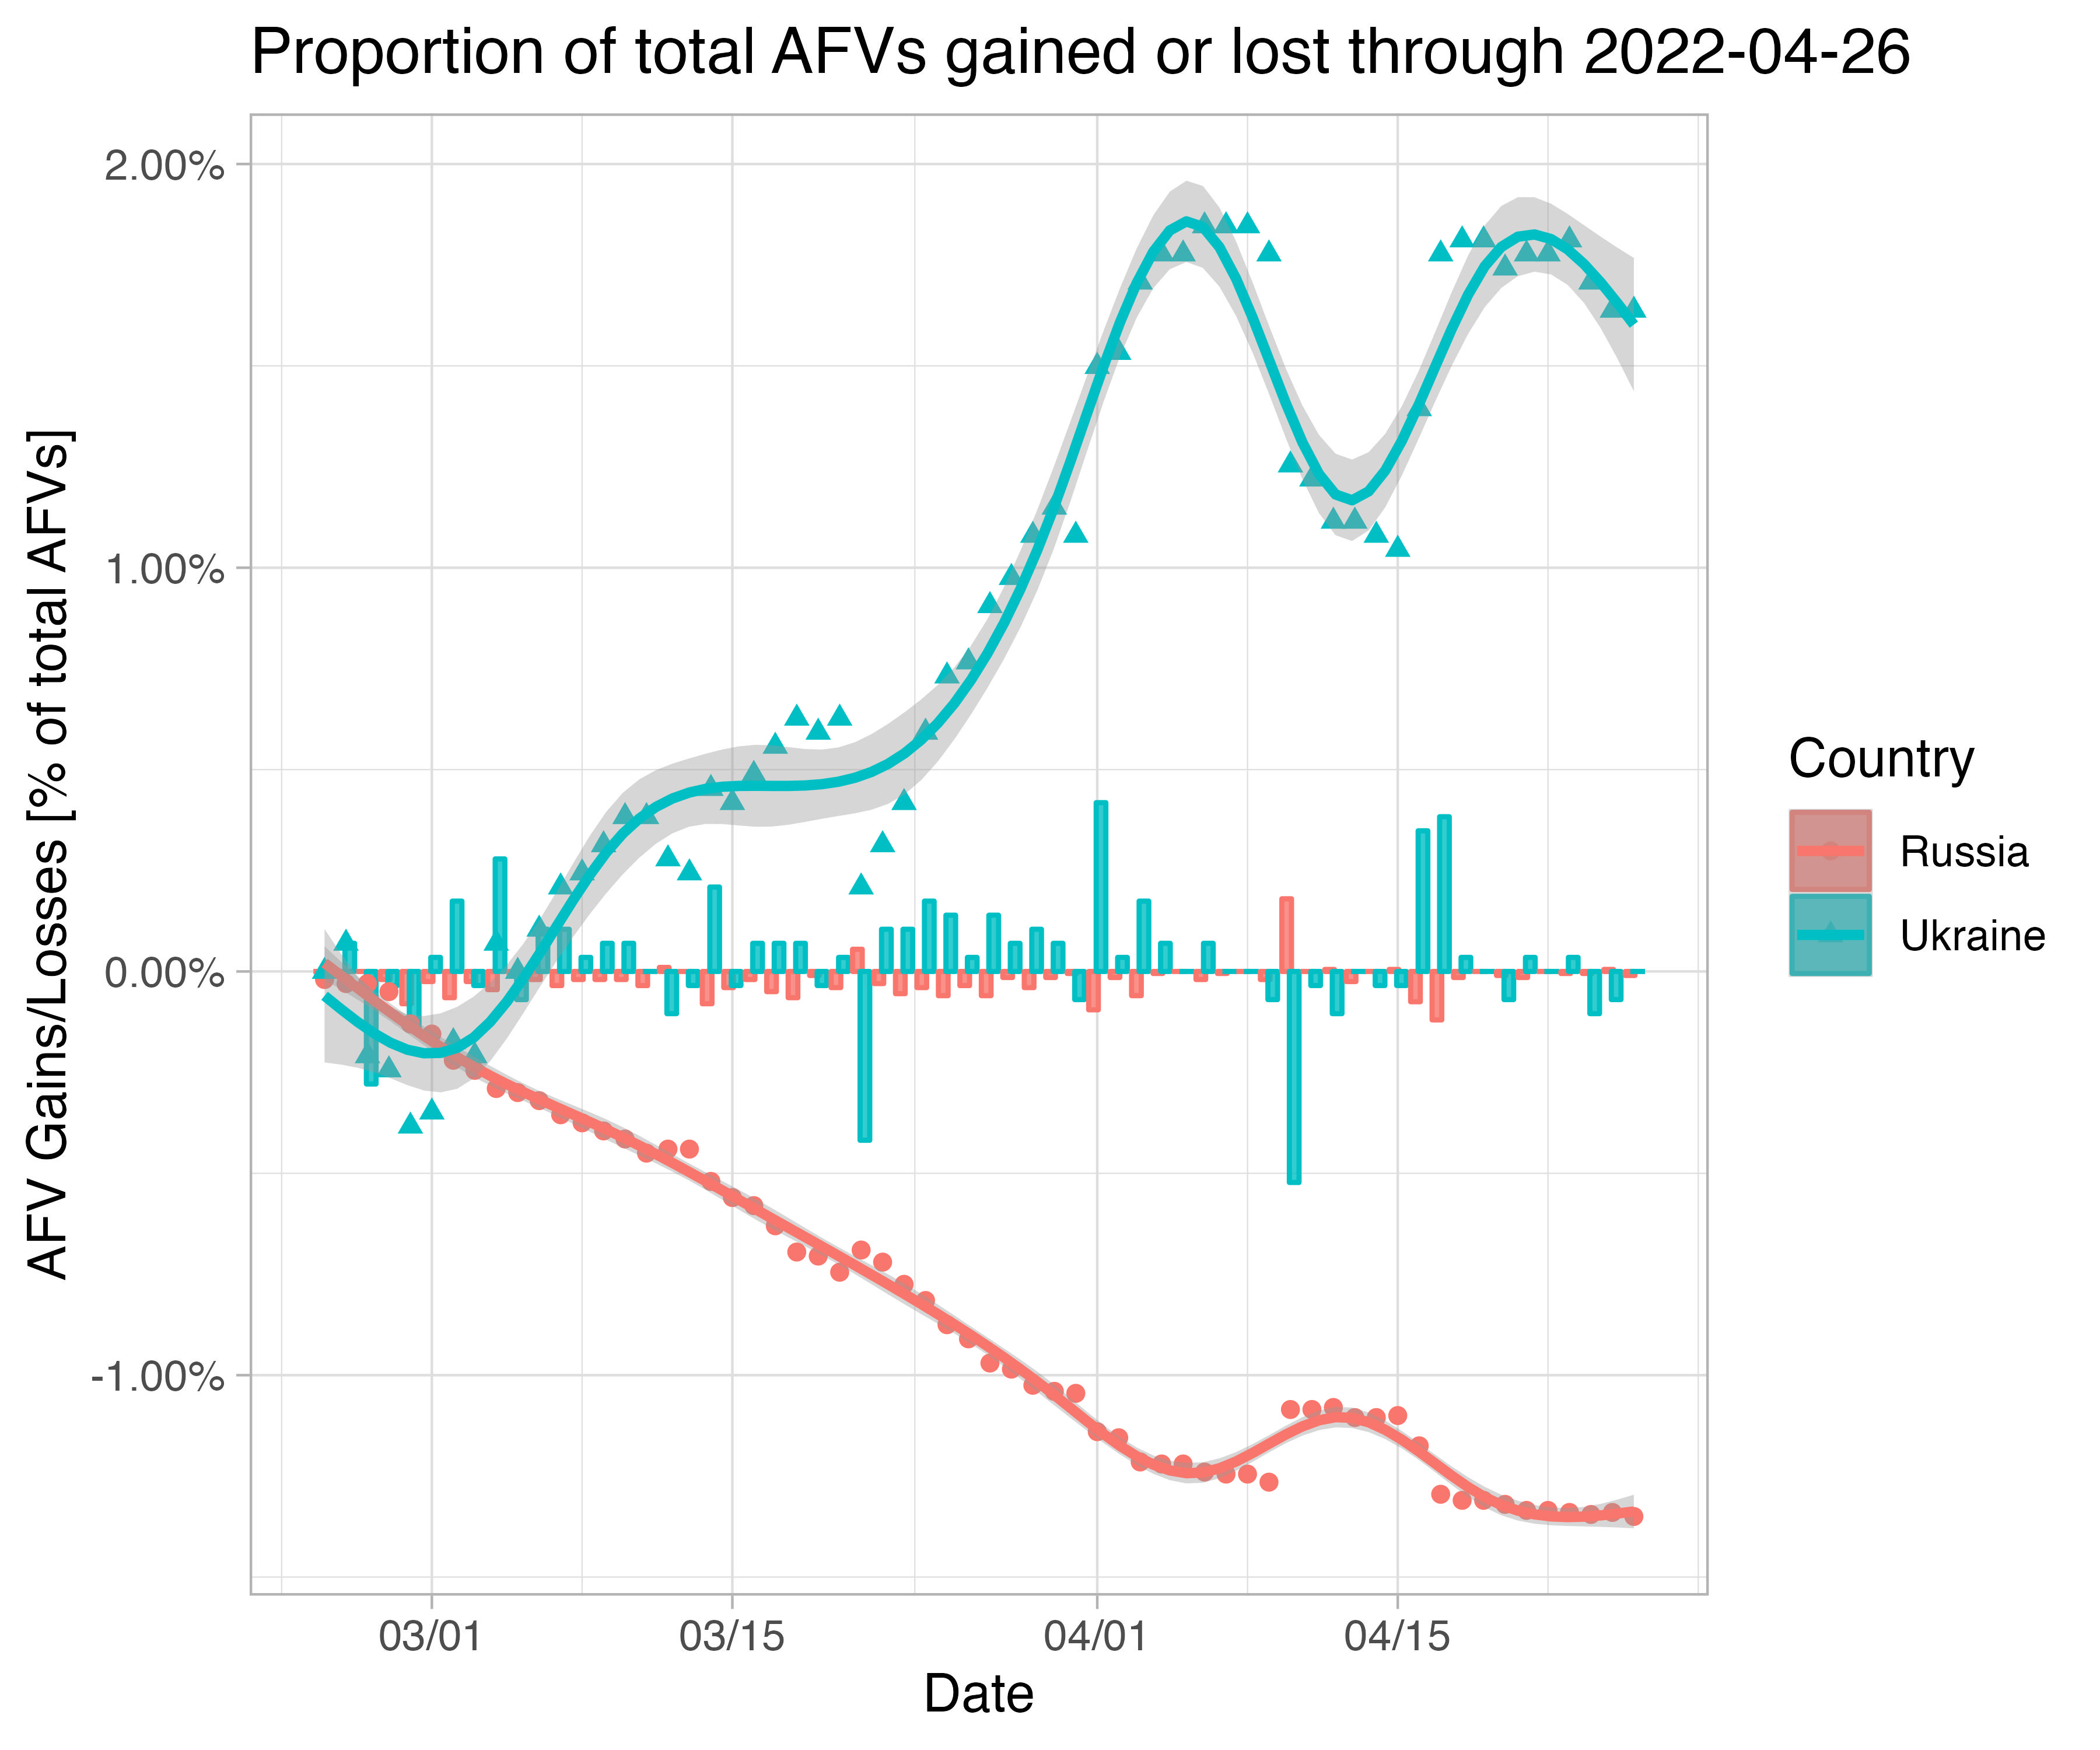 Proportion of total AFVs gained or lost through 2022-04-26
AFV Gains/Losses [% of total AFVs]
2.00%
1.00%
0.00%
-1.00%
03/01
03/15
04/01
04/15
Date
Country
Russia
Ukraine